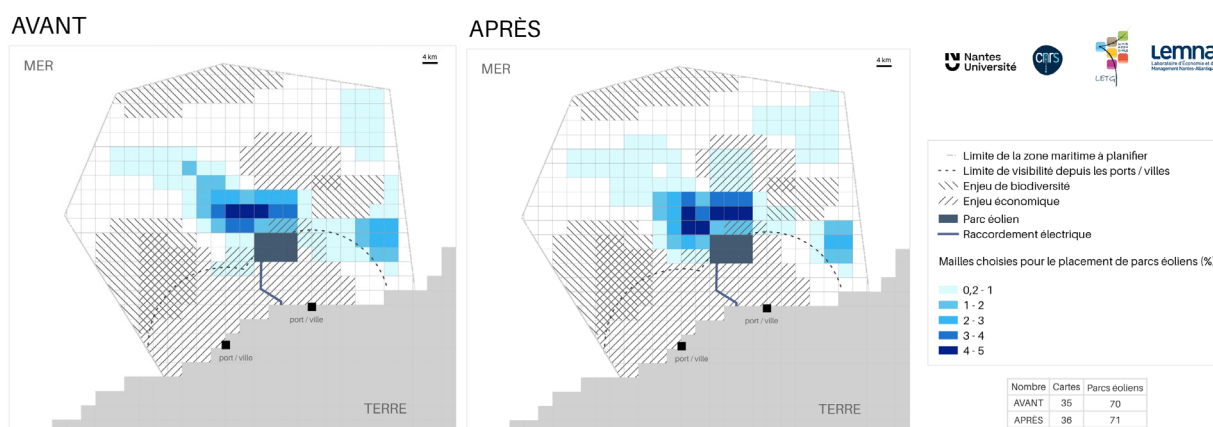 AVANT
MER
4 km
port / ville
port / ville
TERRE
APRÈS
MER
4 km
port / ville
port / ville
TERRE
Nantes
Université
cnrs
LETG
Lemna
Laboratoire d'Économie et de
Management Nantes-Atlantique
Limite de la zone maritime à planifier
Limite de visibilité depuis les ports / villes
Enjeu de biodiversité
Enjeu économique
Parc éolien
Raccordement électrique
Mailles choisies pour le placement de parcs éoliens (%)
0,2 - 1
1 - 2
2 - 3
3 - 4
4 - 5
Nombre Cartes Parcs éoliens
AVANT 35 70
APRÈS 36 71